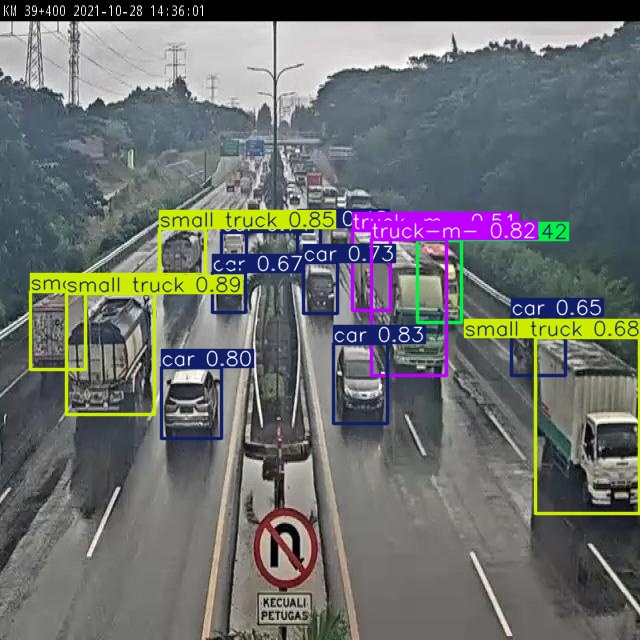 KM 39+400 2021-10-28 14:36:01
small truck 0.85
truck-m- 0.51
truck-m- 0.82
42
car 0.67
car 0.73
small truck 0.89
car 0.65
small truck 0.68
car 0.83
car 0.80
KECUALI
PETUGAS